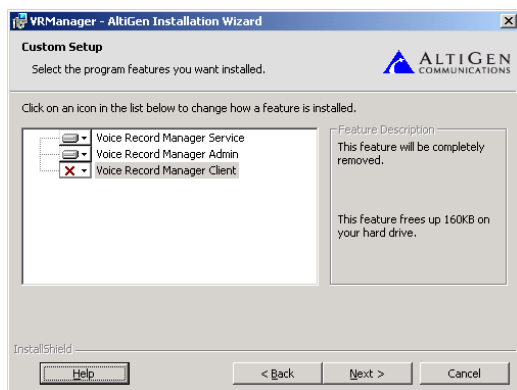 VRManager - AltiGen Installation Wizard
Custom Setup
Select the program features you want installed.
ALTIGEN
COMMUNICATIONS
Click on an icon in the list below to change how a feature is installed.
Voice Record Manager Service
Voice Record Manager Admin
Voice Record Manager Client
Feature Description
This feature will be completely
removed.
This feature frees up 160KB on
your hard drive.
InstallShield
Help
< Back
Next >
Cancel